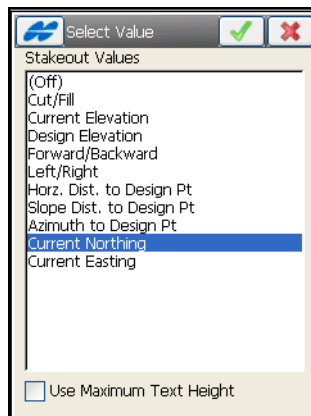 Select Value
Stakeout Values
(Off)
Cut/Fill
Current Elevation
Design Elevation
Forward/Backward
Left/Right
Horz. Dist. to Design Pt
Slope Dist. to Design Pt
Azimuth to Design Pt
Current Northing
Current Easting
Use Maximum Text Height